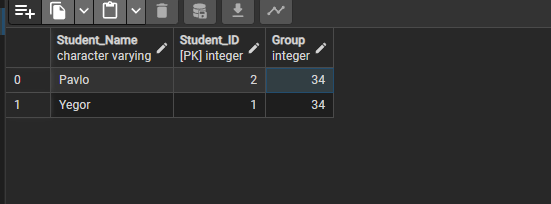 Student_Name Student_ID Group
character varying [PK] integer integer
0 Pavlo 2 34
1 Yegor 1 34